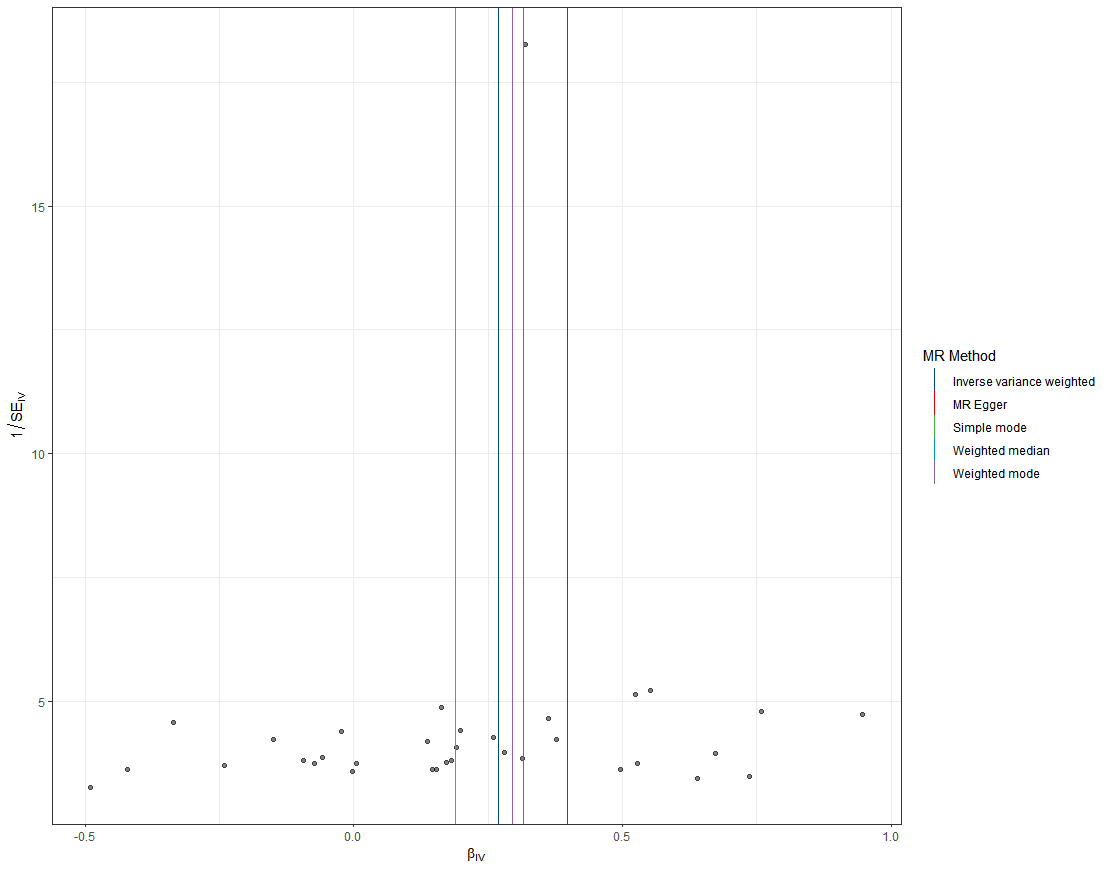 15
10
5
1/SE_IV
-0.5
0.0
0.5
1.0
β_IV
MR Method
Inverse variance weighted
MR Egger
Simple mode
Weighted median
Weighted mode